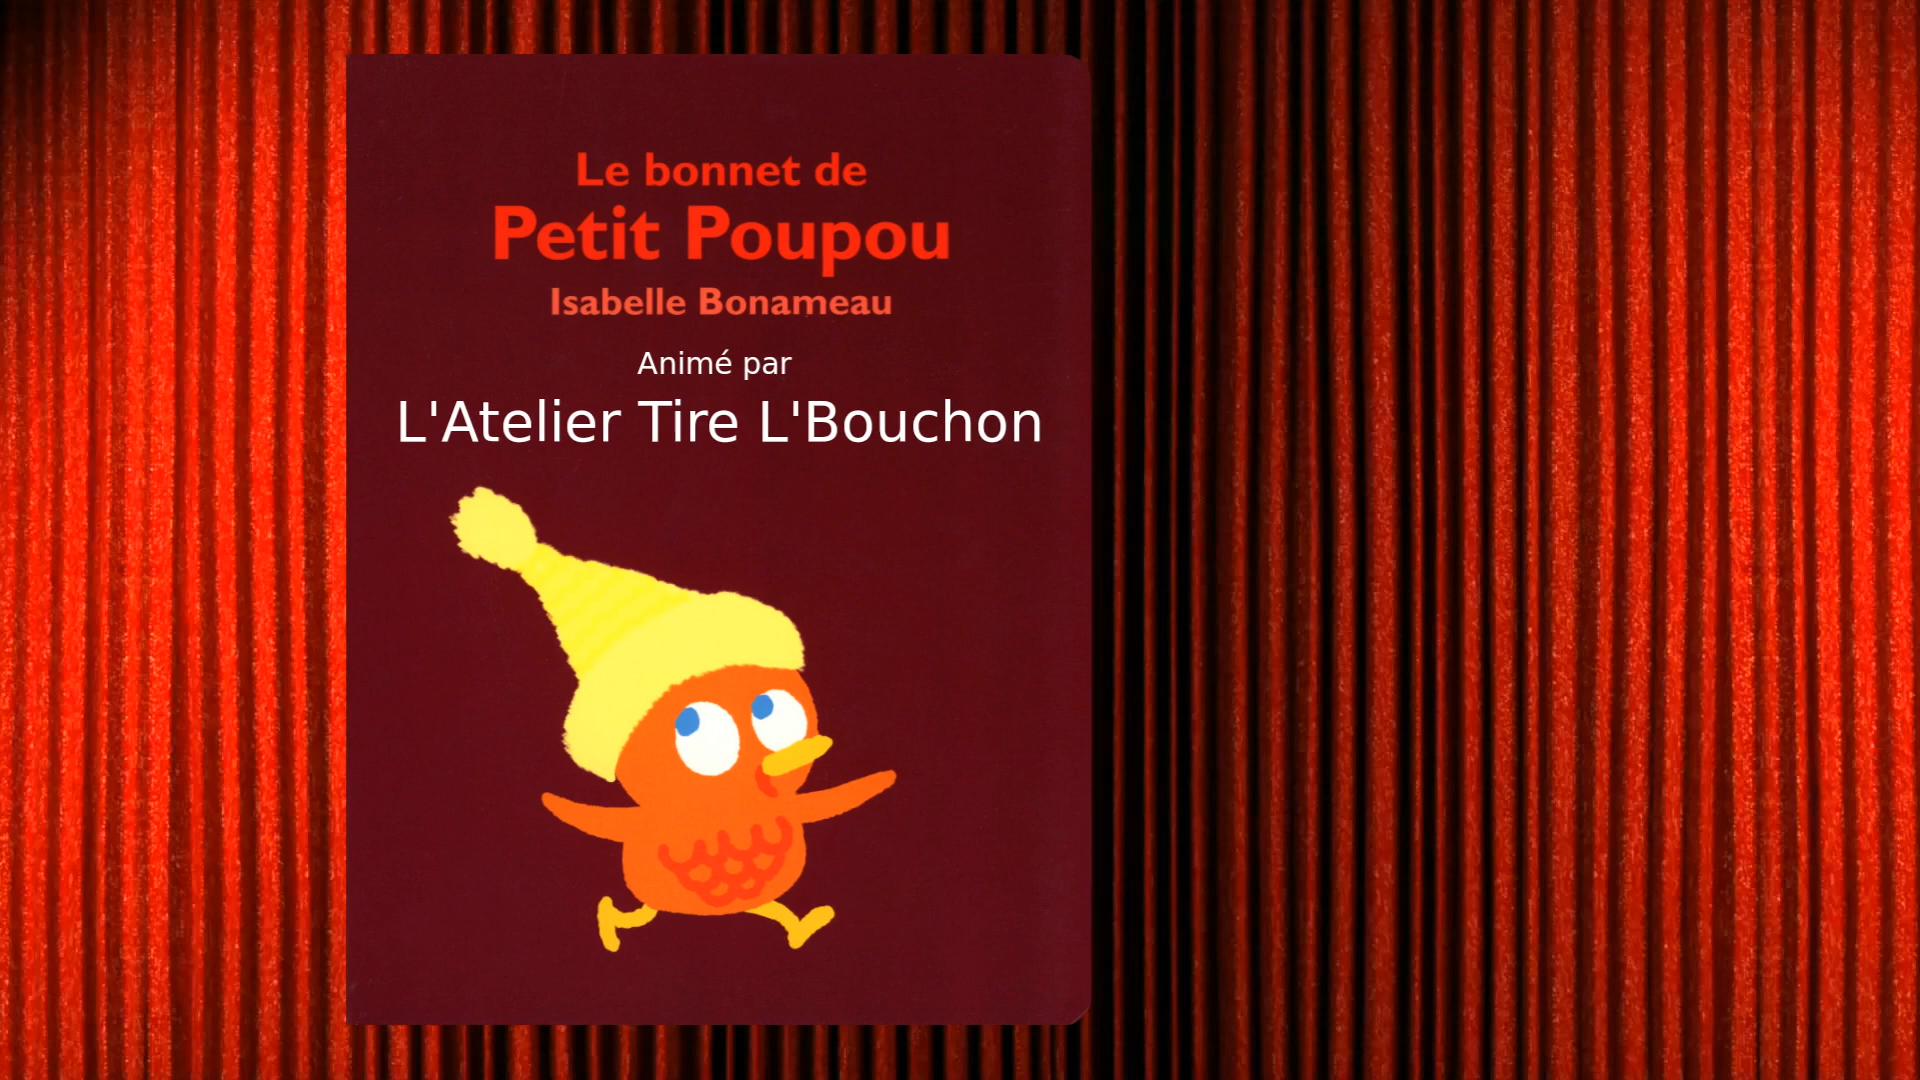 Le bonnet de
Petit Poupou
Isabelle Bonameau
Animé par
L'Atelier Tire L'Bouchon